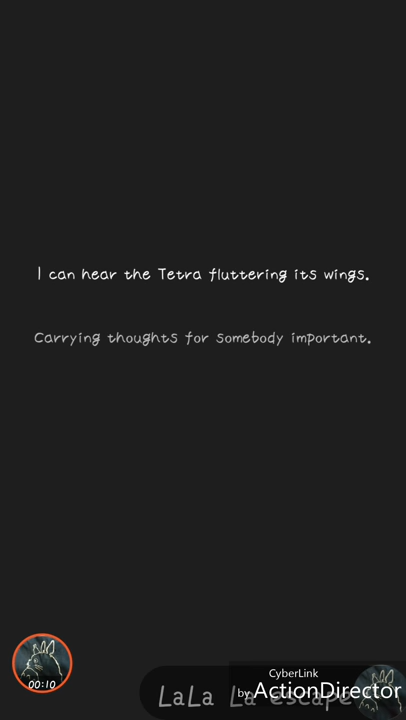 I can hear the Tetra fluttering its wings.
Carrying thoughts for somebody important.
00:10
CyberLink
by ActionDirector
LaLa La escape